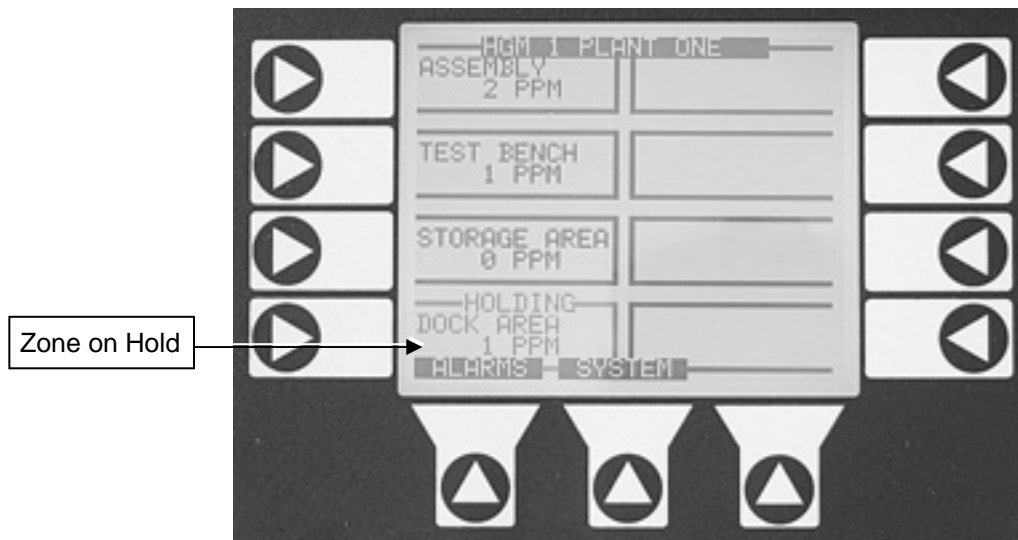 HGM 1 PLANT ONE
ASSEMBLY
2 PPM
TEST BENCH
1 PPM
STORAGE AREA
0 PPM
HOLDING
DOCK AREA
1 PPM
ALARMS SYSTEM
Zone on Hold